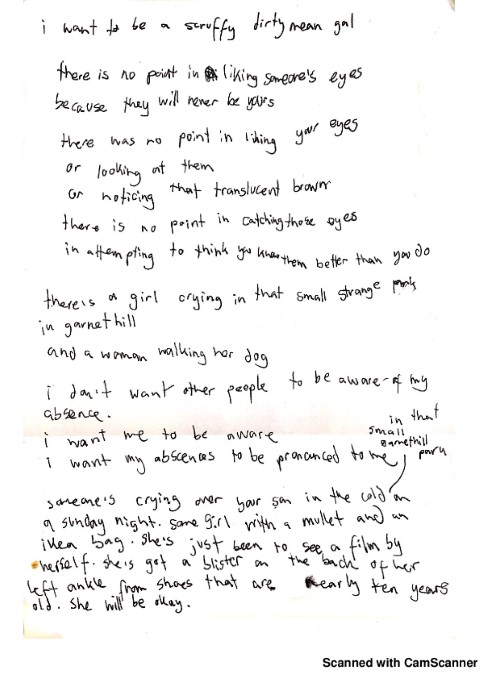 i want to be a scruffy dirty mean gal
there is no point in liking someone's eyes
because they will never be yours
there was no point in liking your eyes
or looking at them
or noticing that translucent brown
there is no point in catching those eyes
in attempting to think you know them better than you do
there's a girl crying in that small strange park
in garnethill
and a woman walking her dog
i don't want other people to be aware of my
absence.
i want me to be aware
i want my abscences to be pronounced to me
in that
small
garnethill
park
someone's crying over your son in the cold on
a sunday night. some girl with a mullet and an
ikea bag. she's just been to see a film by
herself. she's got a blister on the back of her
left ankle from shoes that are nearly ten years
old. she will be okay.
Scanned with CamScanner